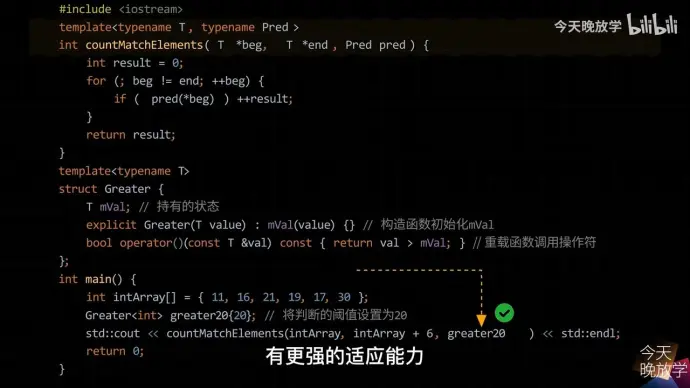 #include <iostream>
今天晚放学 bilibili
template<typename T, typename Pred >
int countMatchElements( T *beg, T *end , Pred pred ) {
int result = 0;
for (; beg != end; ++beg) {
if ( pred(*beg) ) ++result;
}
return result;
}
template<typename T>
struct Greater {
T mVal; // 持有的状态
explicit Greater(T value) : mVal(value) {} // 构造函数初始化mVal
bool operator()(const T &val) const { return val > mVal; } //重载函数调用操作符
};
int main() {
int intArray[] = { 11, 16, 21, 19, 17, 30 };
Greater<int> greater20{20}; // 将判断的阈值设置为20
std::cout << countMatchElements(intArray, intArray + 6, greater20 ) << std::endl;
return 0;
}
有更强的适应能力
今天
晚放学